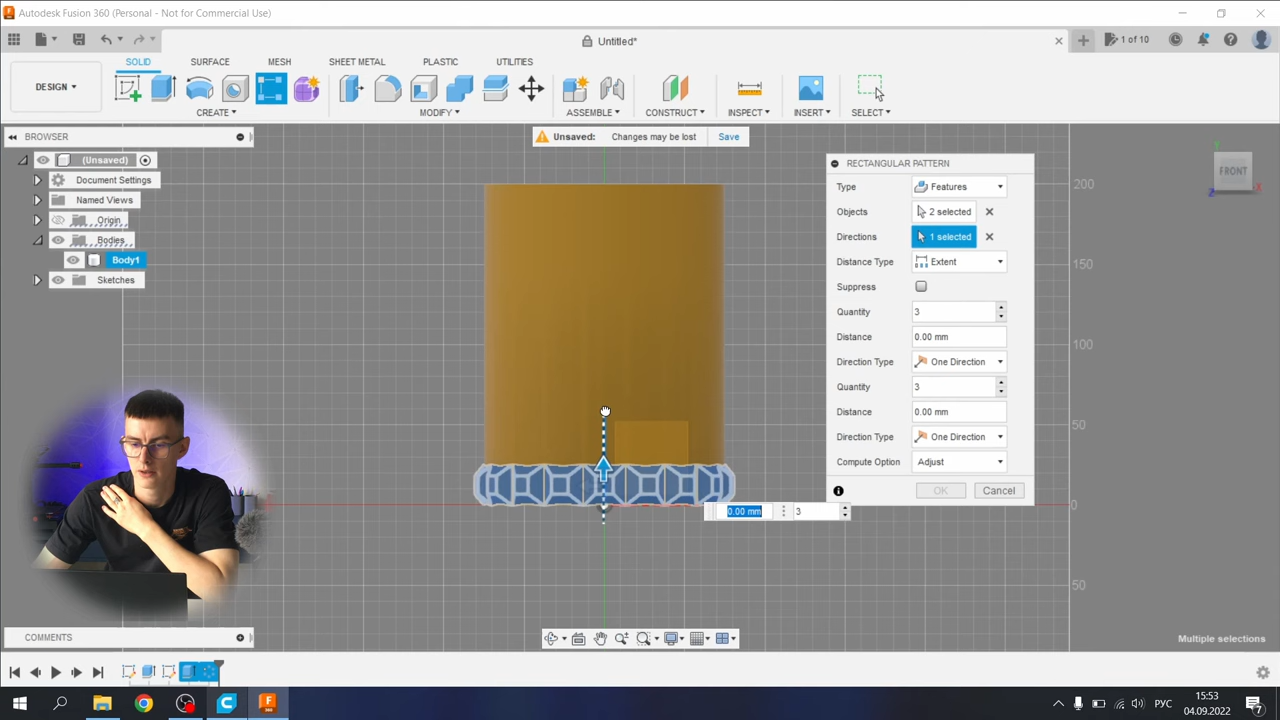 Autodesk Fusion 360 (Personal - Not for Commercial Use)
Untitled*
1 of 10
DESIGN
SOLID SURFACE MESH SHEET METAL PLASTIC UTILITIES
CREATE MODIFY ASSEMBLE CONSTRUCT INSPECT INSERT SELECT
BROWSER
(Unsaved)
Document Settings
Named Views
Origin
Bodies
Body1
Sketches
Unsaved: Changes may be lost Save
RECTANGULAR PATTERN
Type Features
Objects 2 selected
Directions 1 selected
Distance Type Extent
Suppress
Quantity 3
Distance 0.00 mm
Direction Type One Direction
Quantity 3
Distance 0.00 mm
Direction Type One Direction
Compute Option Adjust
OK Cancel
FRONT
Y
X
Z
200
150
100
50
0
50
0.00 mm 3
Multiple selections
COMMENTS
РУС
15:53
04.09.2022
7